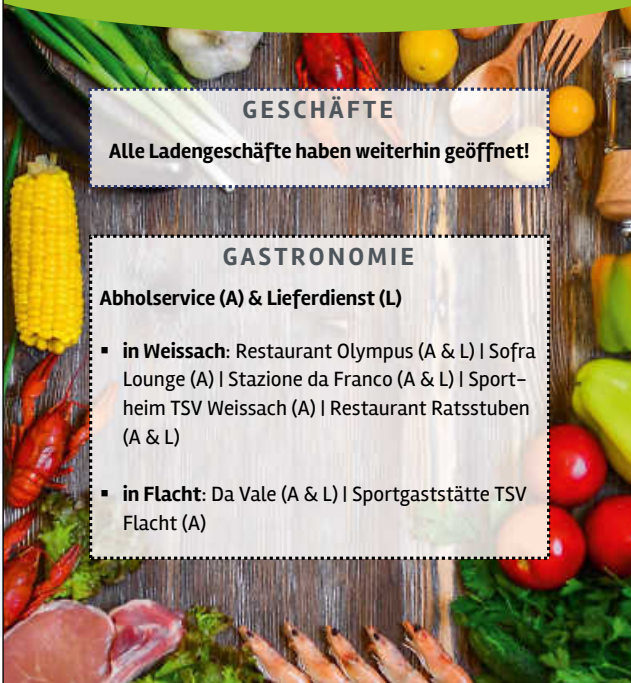 GESCHÄFTE
Alle Ladengeschäfte haben weiterhin geöffnet!
GASTRONOMIE
Abholservice (A) & Lieferdienst (L)
▪ in Weissach: Restaurant Olympus (A & L) | Sofra
Lounge (A) | Stazione da Franco (A & L) | Sport-
heim TSV Weissach (A) | Restaurant Ratsstuben
(A & L)
▪ in Flacht: Da Vale (A & L) | Sportgaststätte TSV
Flacht (A)